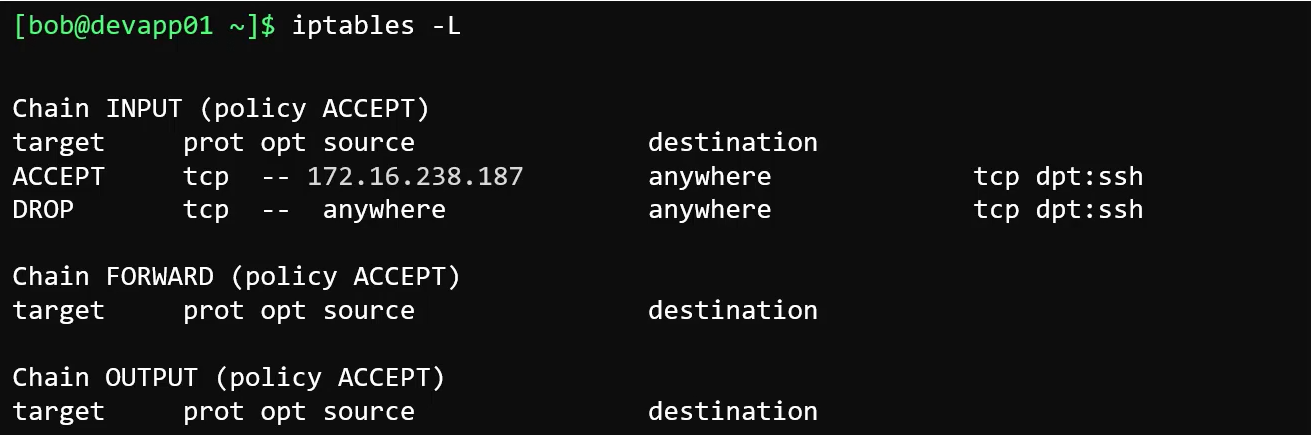 [bob@devapp01 ~]$ iptables -L
Chain INPUT (policy ACCEPT)
target     prot opt source               destination
ACCEPT     tcp  -- 172.16.238.187        anywhere             tcp dpt:ssh
DROP       tcp  --  anywhere             anywhere             tcp dpt:ssh
Chain FORWARD (policy ACCEPT)
target     prot opt source               destination
Chain OUTPUT (policy ACCEPT)
target     prot opt source               destination